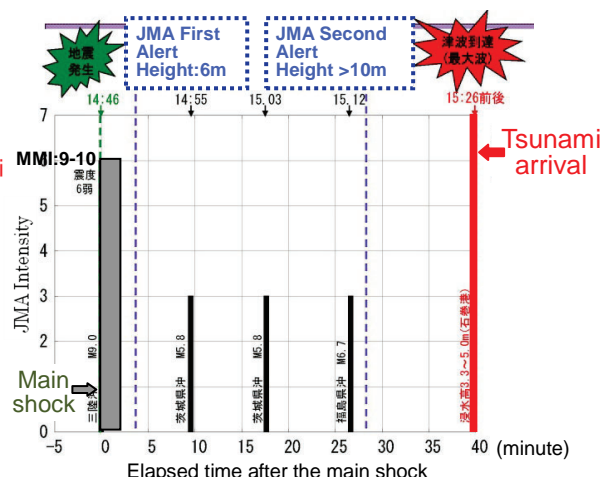 地震
発生
JMA First
Alert
Height:6m
JMA Second
Alert
Height >10m
津波到達
(最大波)
14:46
14:55
15.03
15.12
15:26前後
7
6
5
4
3
2
1
0
JMA Intensity
MMI:9-10
震度
6弱
Tsunami
arrival
Main
shock
M9.0
茨城県沖 M5.8
茨城県沖 M5.8
福島県沖 M6.7
浸水高3.3~5.0m(石巻港)
-5 0 5 10 15 20 25 30 35 40 (minute)
Elapsed time after the main shock